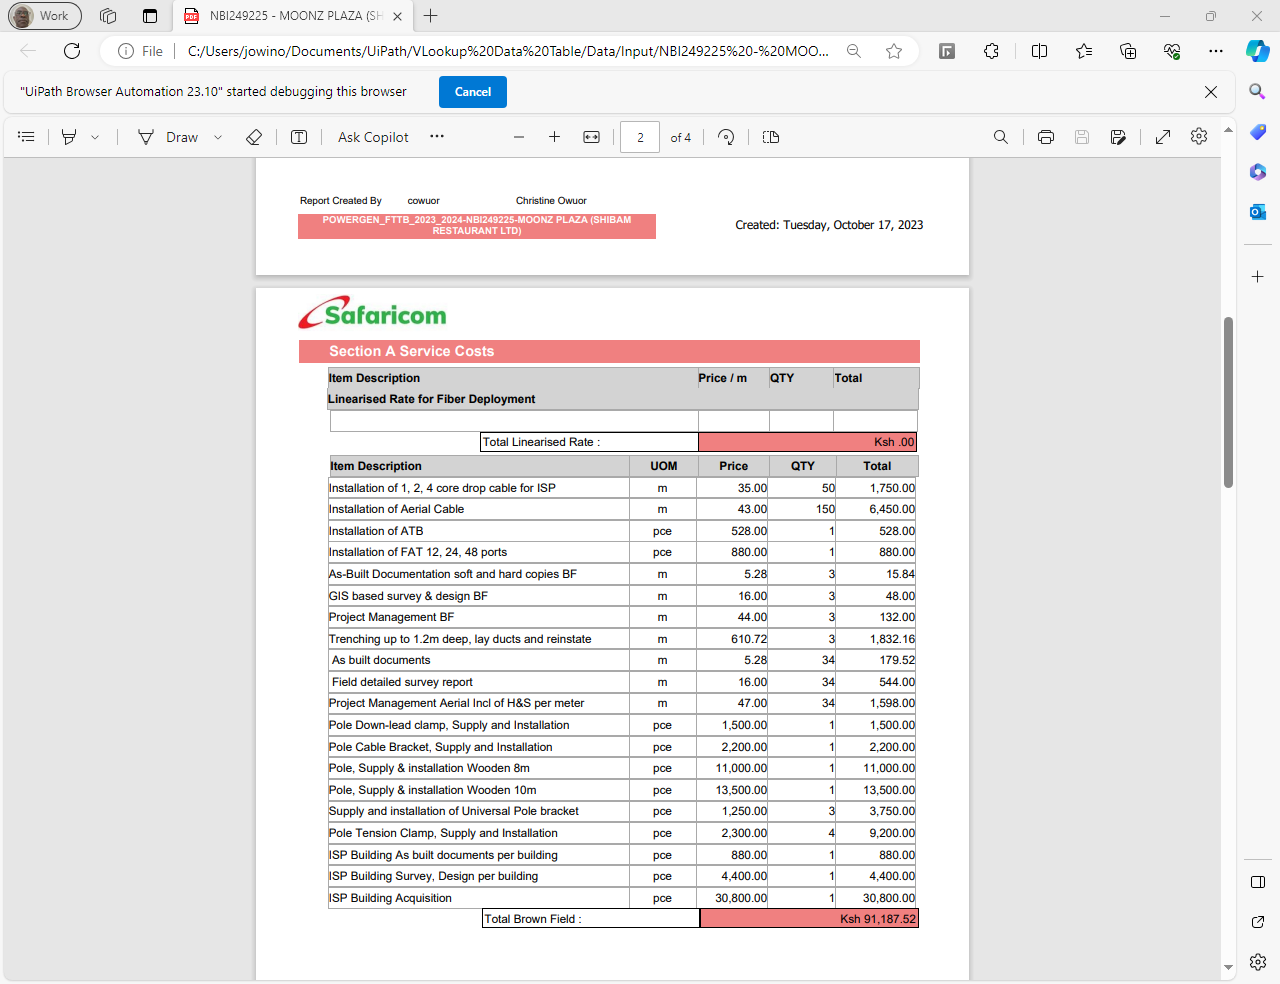 Work
NBI249225 - MOONZ PLAZA (SH
File
C:/Users/jowino/Documents/UiPath/VLookup%20Data%20Table/Data/Input/NBI249225%20-%20MOO...
"UiPath Browser Automation 23.10" started debugging this browser
Cancel
Draw
Ask Copilot
2 of 4
Report Created By cowuor Christine Owuor
POWERGEN_FTTB_2023_2024-NBI249225-MOONZ PLAZA (SHIBAM
RESTAURANT LTD)
Created: Tuesday, October 17, 2023
Safaricom
Section A Service Costs
Item Description Price / m QTY Total
Linearised Rate for Fiber Deployment
Total Linearised Rate : Ksh .00
Item Description UOM Price QTY Total
Installation of 1, 2, 4 core drop cable for ISP m 35.00 50 1,750.00
Installation of Aerial Cable m 43.00 150 6,450.00
Installation of ATB pce 528.00 1 528.00
Installation of FAT 12, 24, 48 ports pce 880.00 1 880.00
As-Built Documentation soft and hard copies BF m 5.28 3 15.84
GIS based survey & design BF m 16.00 3 48.00
Project Management BF m 44.00 3 132.00
Trenching up to 1.2m deep, lay ducts and reinstate m 610.72 3 1,832.16
As built documents m 5.28 34 179.52
Field detailed survey report m 16.00 34 544.00
Project Management Aerial Incl of H&S per meter m 47.00 34 1,598.00
Pole Down-lead clamp, Supply and Installation pce 1,500.00 1 1,500.00
Pole Cable Bracket, Supply and Installation pce 2,200.00 1 2,200.00
Pole, Supply & installation Wooden 8m pce 11,000.00 1 11,000.00
Pole, Supply & installation Wooden 10m pce 13,500.00 1 13,500.00
Supply and installation of Universal Pole bracket pce 1,250.00 3 3,750.00
Pole Tension Clamp, Supply and Installation pce 2,300.00 4 9,200.00
ISP Building As built documents per building pce 880.00 1 880.00
ISP Building Survey, Design per building pce 4,400.00 1 4,400.00
ISP Building Acquisition pce 30,800.00 1 30,800.00
Total Brown Field : Ksh 91,187.52